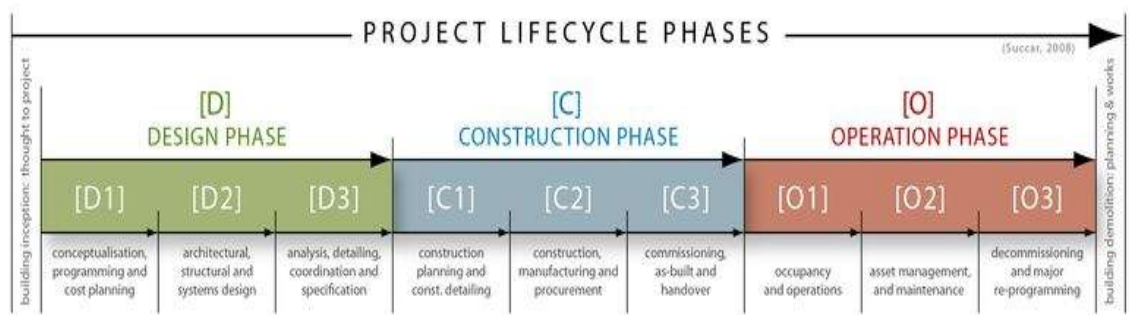 PROJECT LIFECYCLE PHASES
(Succar, 2008)
building inception: thought to project
[D]
DESIGN PHASE
[C]
CONSTRUCTION PHASE
[O]
OPERATION PHASE
[D1]
[D2]
[D3]
[C1]
[C2]
[C3]
[O1]
[O2]
[O3]
conceptualisation,
programming and
cost planning
architectural,
structural and
systems design
analysis, detailing,
coordination and
specification
construction
planning and
const. detailing
construction,
manufacturing and
procurement
commissioning,
as-built and
handover
occupancy
and operations
asset management,
and maintenance
decommissioning
and major
re-programming
building demolition: planning & works